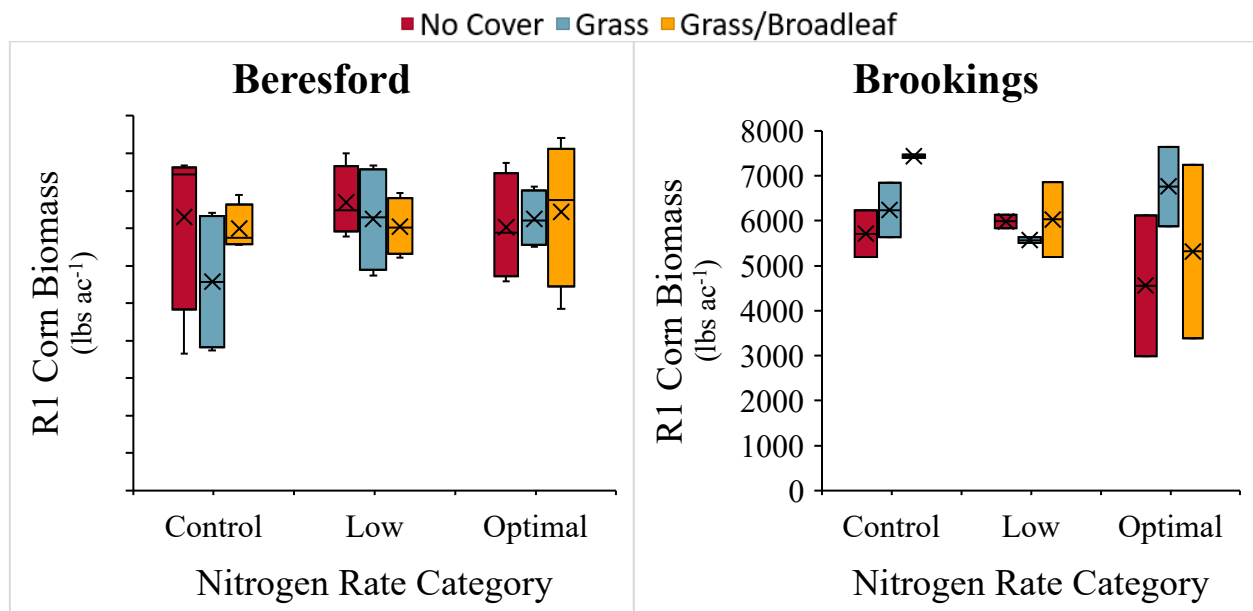 No Cover Grass Grass/Broadleaf
Beresford
R1 Corn Biomass
(lbs ac⁻¹)
Control Low Optimal
Nitrogen Rate Category
Brookings
R1 Corn Biomass
(lbs ac⁻¹)
8000
7000
6000
5000
4000
3000
2000
1000
0
Control Low Optimal
Nitrogen Rate Category